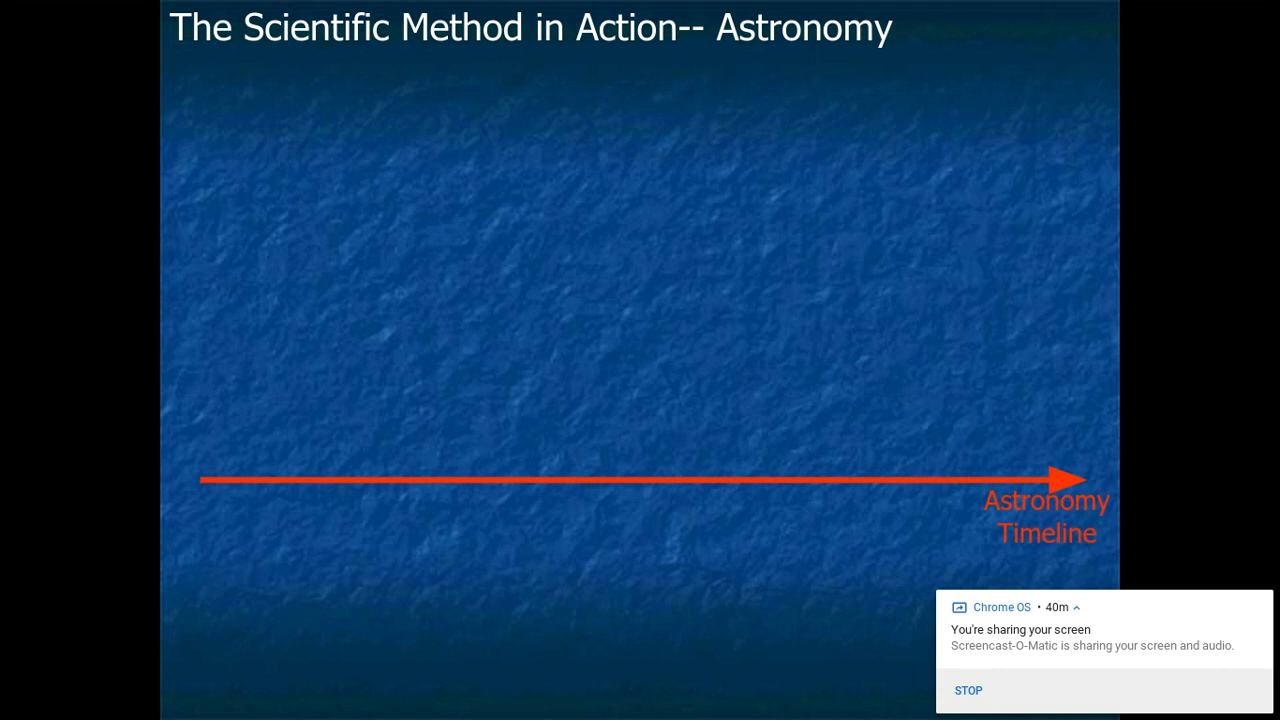 The Scientific Method in Action-- Astronomy
Astronomy
Timeline
Chrome OS • 40m
You're sharing your screen
Screencast-O-Matic is sharing your screen and audio.
STOP